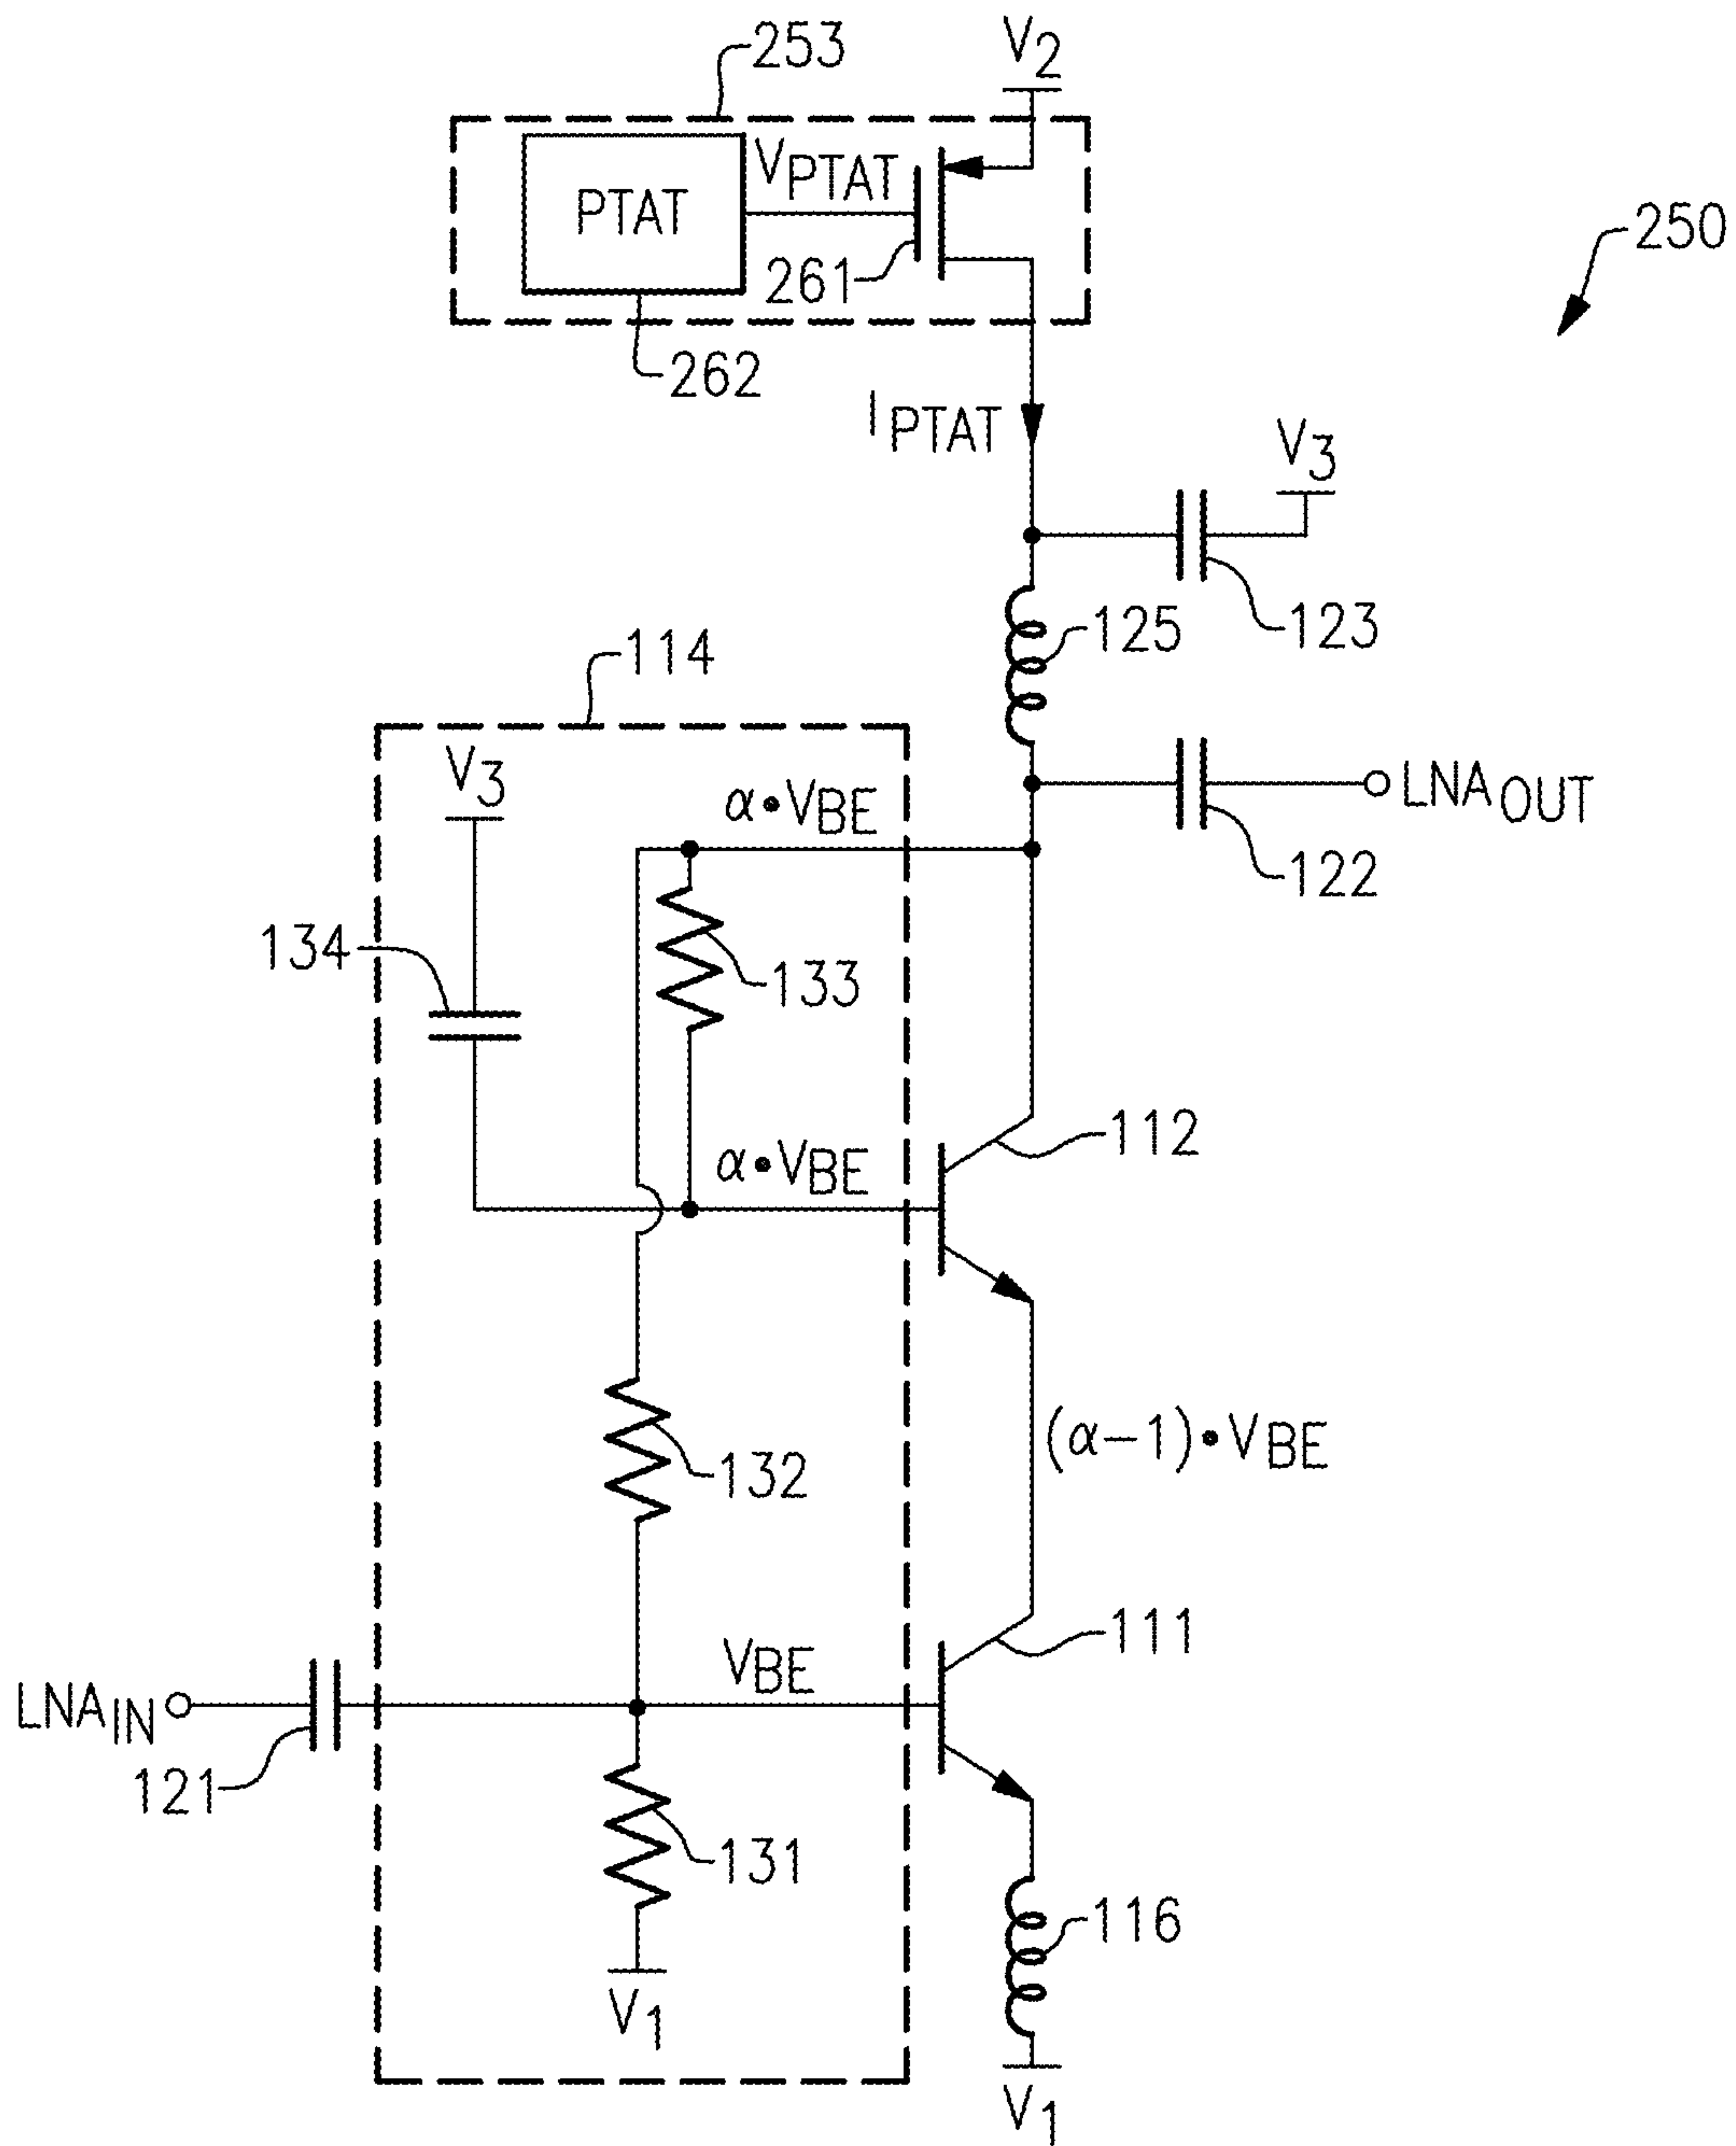 253
V2
PTAT
VPTAT
261
250
262
IPTAT
V3
123
125
114
V3
α•VBE
LNAOUT
122
134
133
α•VBE
112
132
(α−1)•VBE
111
VBE
LNAIN
121
131
116
V1
V1